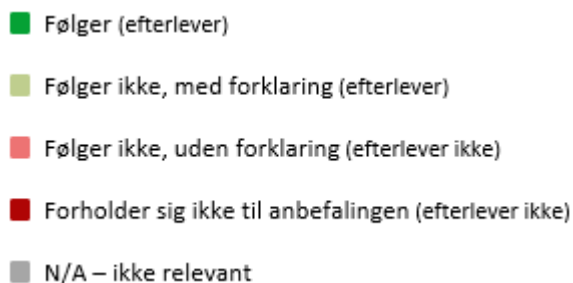 Følger (efterlever)
Følger ikke, med forklaring (efterlever)
Følger ikke, uden forklaring (efterlever ikke)
Forholder sig ikke til anbefalingen (efterlever ikke)
N/A – ikke relevant